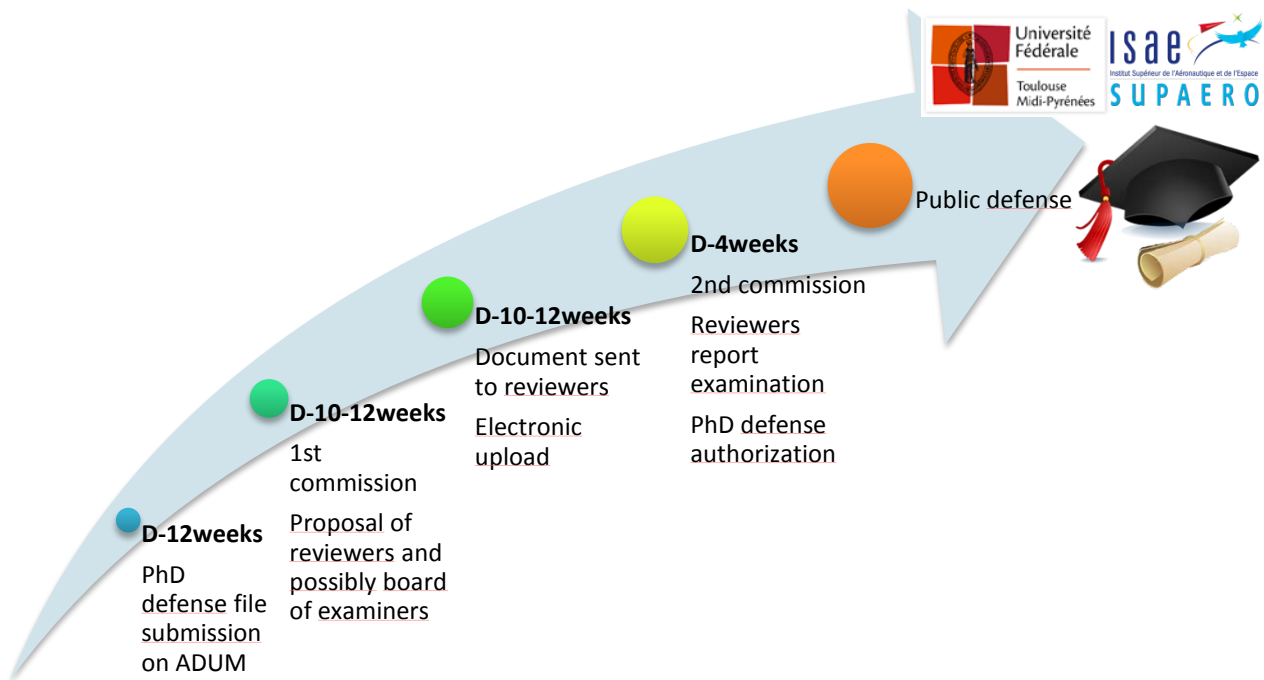 Université
Fédérale
Toulouse
Midi-Pyrénées
isae
Institut Supérieur de l'Aéronautique et de l'Espace
SUPAERO
Public defense
D-4weeks
2nd commission
Reviewers
report
examination
PhD defense
authorization
D-10-12weeks
Document sent
to reviewers
Electronic
upload
D-10-12weeks
1st
commission
Proposal of
reviewers and
possibly board
of examiners
D-12weeks
PhD
defense file
submission
on ADUM